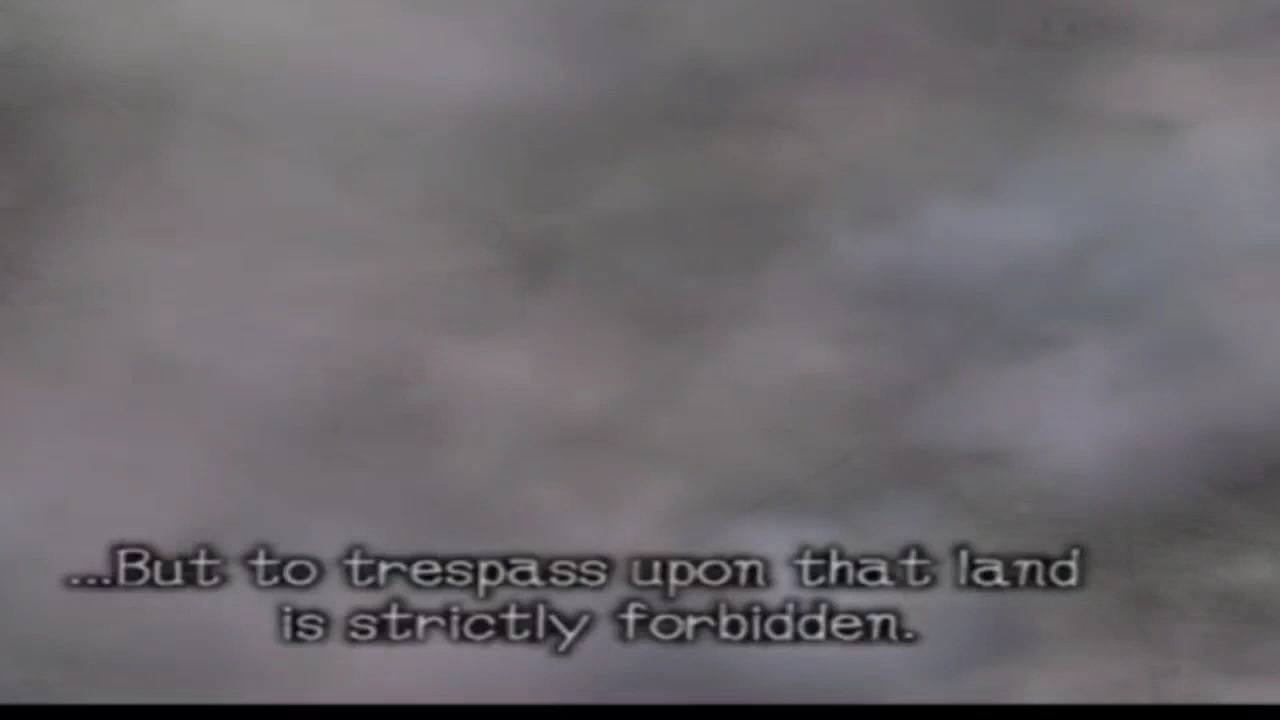 ...But to trespass upon that land
is strictly forbidden.